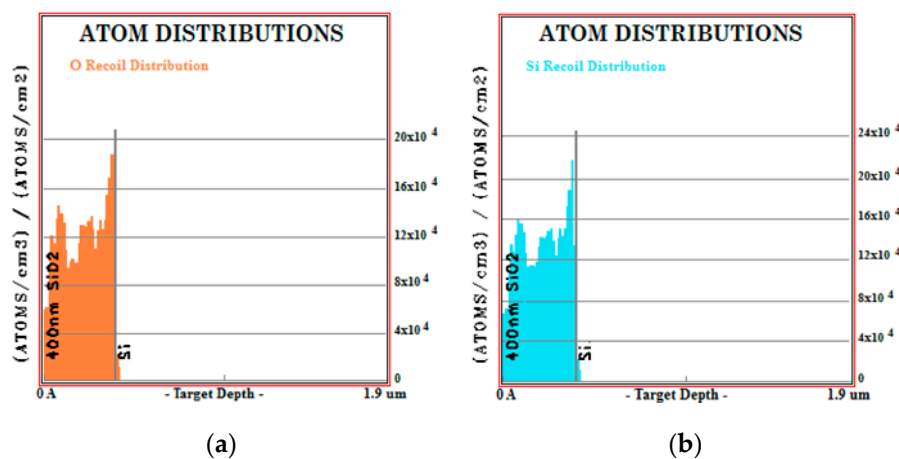 ATOM DISTRIBUTIONS
O Recoil Distribution
(ATOMS/cm3) / (ATOMS/cm2)
20x10 4
16x10 4
12x10 4
8x10 4
4x10 4
0
400nm SiO2
Si
0 A
- Target Depth -
1.9 um
(a)
ATOM DISTRIBUTIONS
Si Recoil Distribution
(ATOMS/cm3) / (ATOMS/cm2)
24x10 4
20x10 4
16x10 4
12x10 4
8x10 4
4x10 4
0
400nm SiO2
Si
0 A
- Target Depth -
1.9 um
(b)